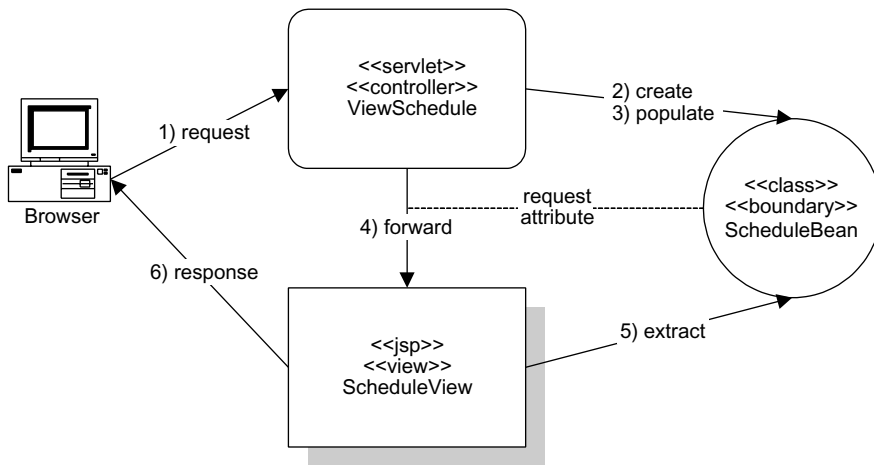 <<servlet>>
<<controller>>
ViewSchedule
2) create
3) populate
1) request
<<class>>
<<boundary>>
ScheduleBean
request
attribute
Browser
4) forward
6) response
5) extract
<<jsp>>
<<view>>
ScheduleView